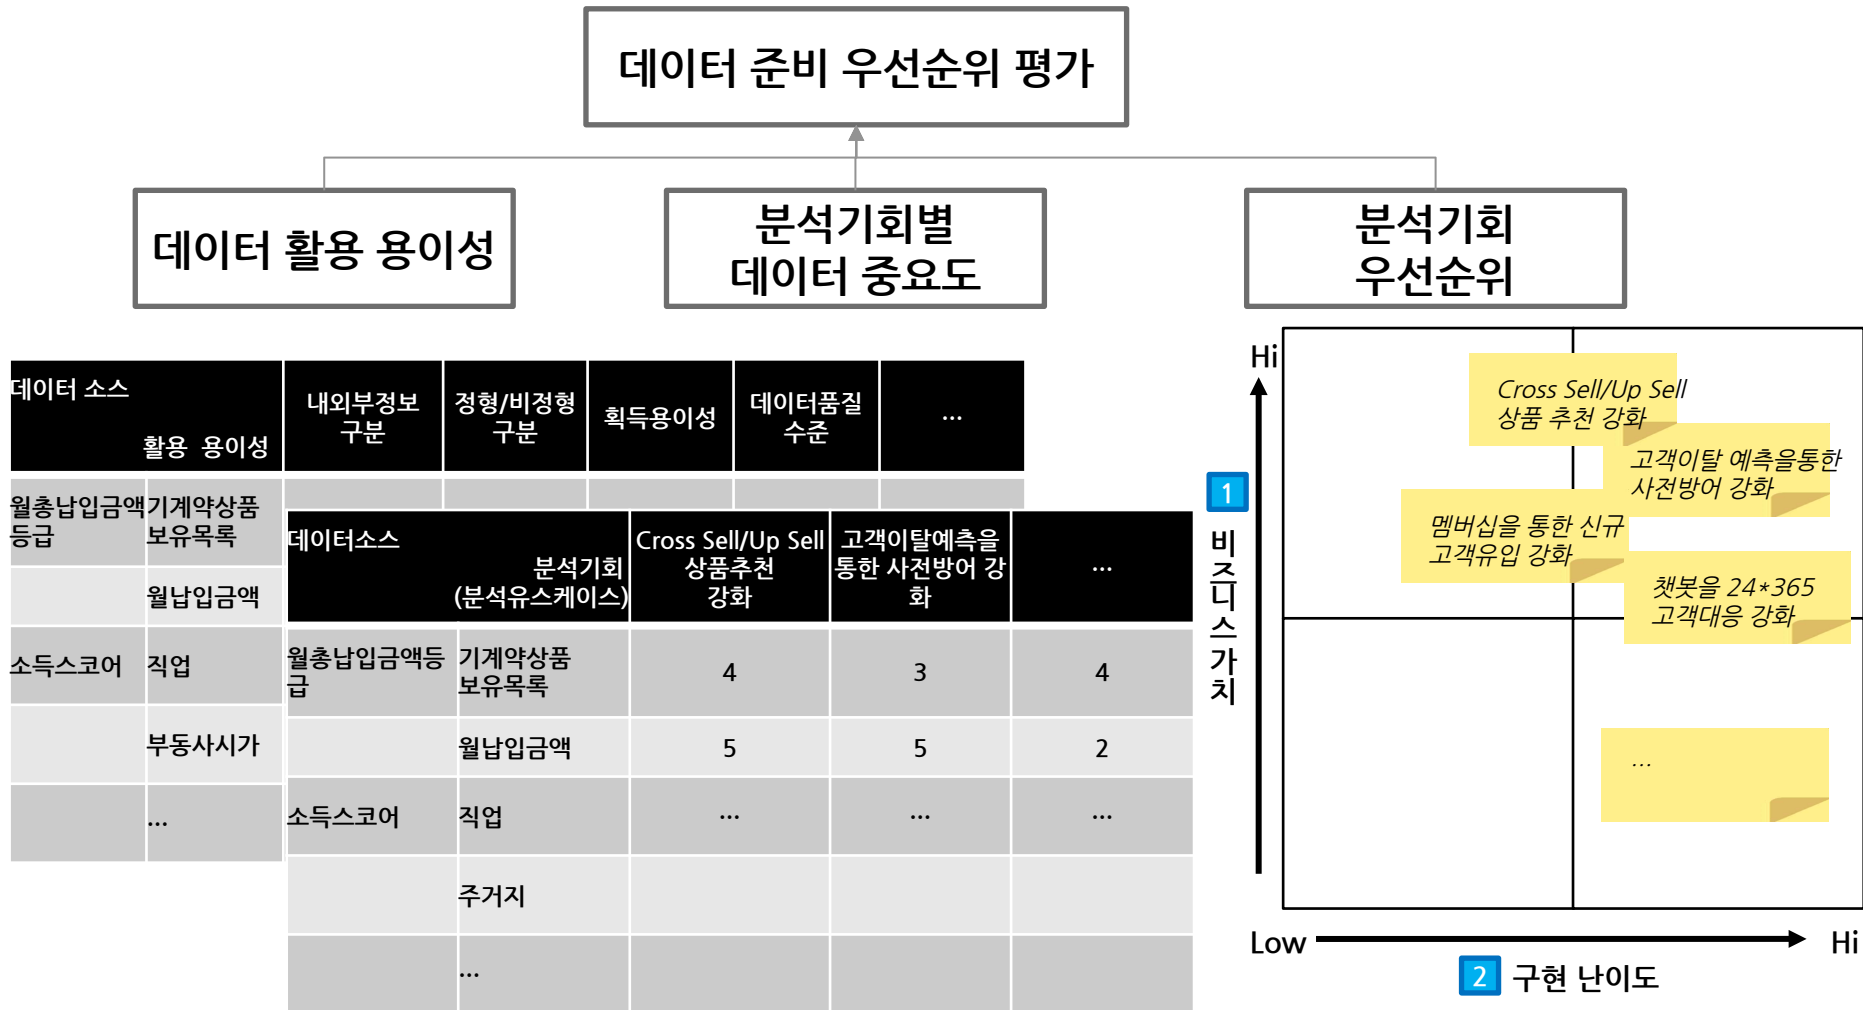 데이터 준비 우선순위 평가
데이터 활용 용이성
분석기회별
데이터 중요도
분석기회
우선순위
데이터 소스
활용 용이성
내외부정보
구분
정형/비정형
구분
획득용이성
데이터품질
수준
...
월총납입금액
등급
기계약상품
보유목록
월납입금액
소득스코어
직업
부동사시가
...
데이터소스
분석기회
(분석유스케이스)
Cross Sell/Up Sell
상품추천
강화
고객이탈예측을
통한 사전방어 강
화
...
월총납입금액등
급
기계약상품
보유목록
4
3
4
월납입금액
5
5
2
소득스코어
직업
...
...
...
주거지
...
Hi
1
비즈니스가치
Cross Sell/Up Sell
상품 추천 강화
고객이탈 예측을통한
사전방어 강화
멤버십을 통한 신규
고객유입 강화
챗봇을 24*365
고객대응 강화
...
Low
Hi
2 구현 난이도